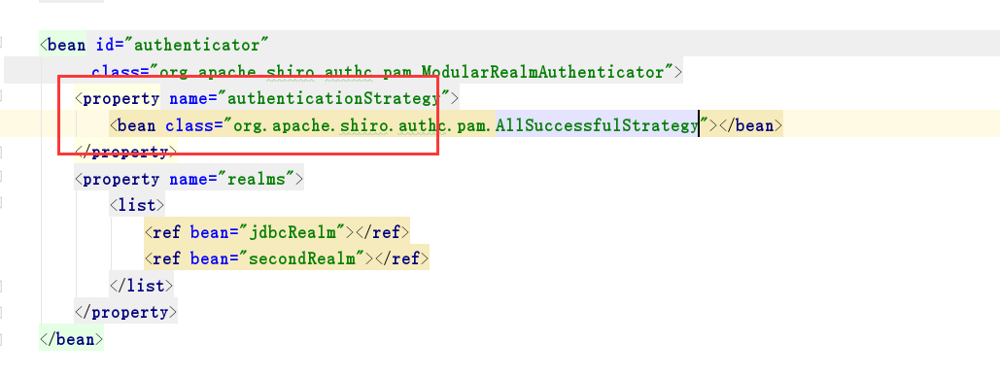 <bean id="authenticator"
class="org.apache.shiro.authc.pam.ModularRealmAuthenticator">
<property name="authenticationStrategy">
<bean class="org.apache.shiro.authc.pam.AllSuccessfulStrategy"></bean>
</property>
<property name="realms">
<list>
<ref bean="jdbcRealm"></ref>
<ref bean="secondRealm"></ref>
</list>
</property>
</bean>